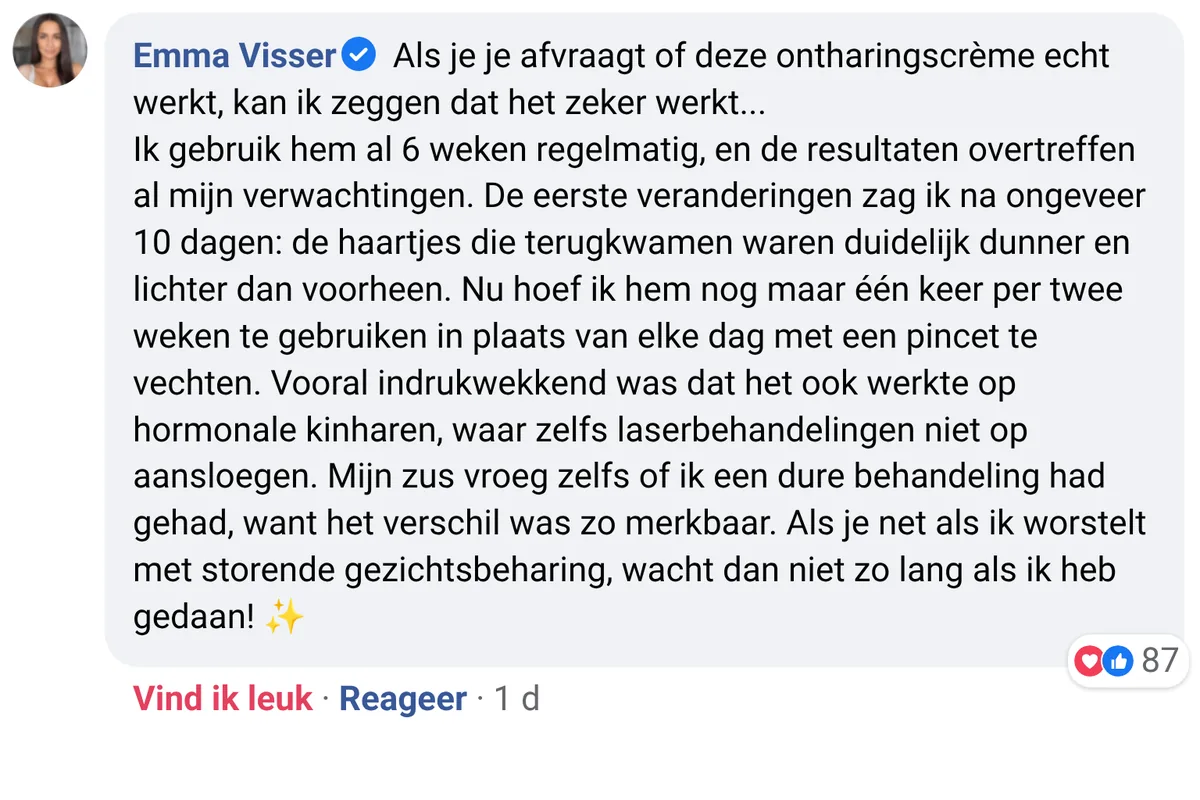 Emma Visser Als je je afvraagt of deze ontharingscrème echt
werkt, kan ik zeggen dat het zeker werkt...
Ik gebruik hem al 6 weken regelmatig, en de resultaten overtreffen
al mijn verwachtingen. De eerste veranderingen zag ik na ongeveer
10 dagen: de haartjes die terugkwamen waren duidelijk dunner en
lichter dan voorheen. Nu hoef ik hem nog maar één keer per twee
weken te gebruiken in plaats van elke dag met een pincet te
vechten. Vooral indrukwekkend was dat het ook werkte op
hormonale kinharen, waar zelfs laserbehandelingen niet op
aansloegen. Mijn zus vroeg zelfs of ik een dure behandeling had
gehad, want het verschil was zo merkbaar. Als je net als ik worstelt
met storende gezichtsbeharing, wacht dan niet zo lang als ik heb
gedaan! ✨
87
Vind ik leuk · Reageer · 1 d